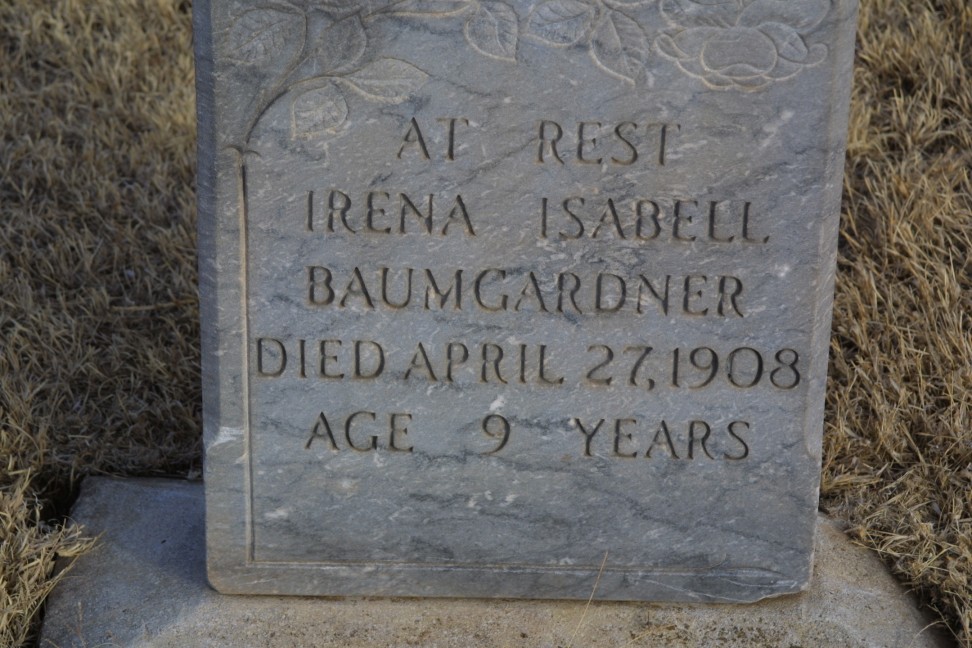 AT REST
IRENA ISABELL
BAUMGARDNER
DIED APRIL 27, 1908
AGE 9 YEARS